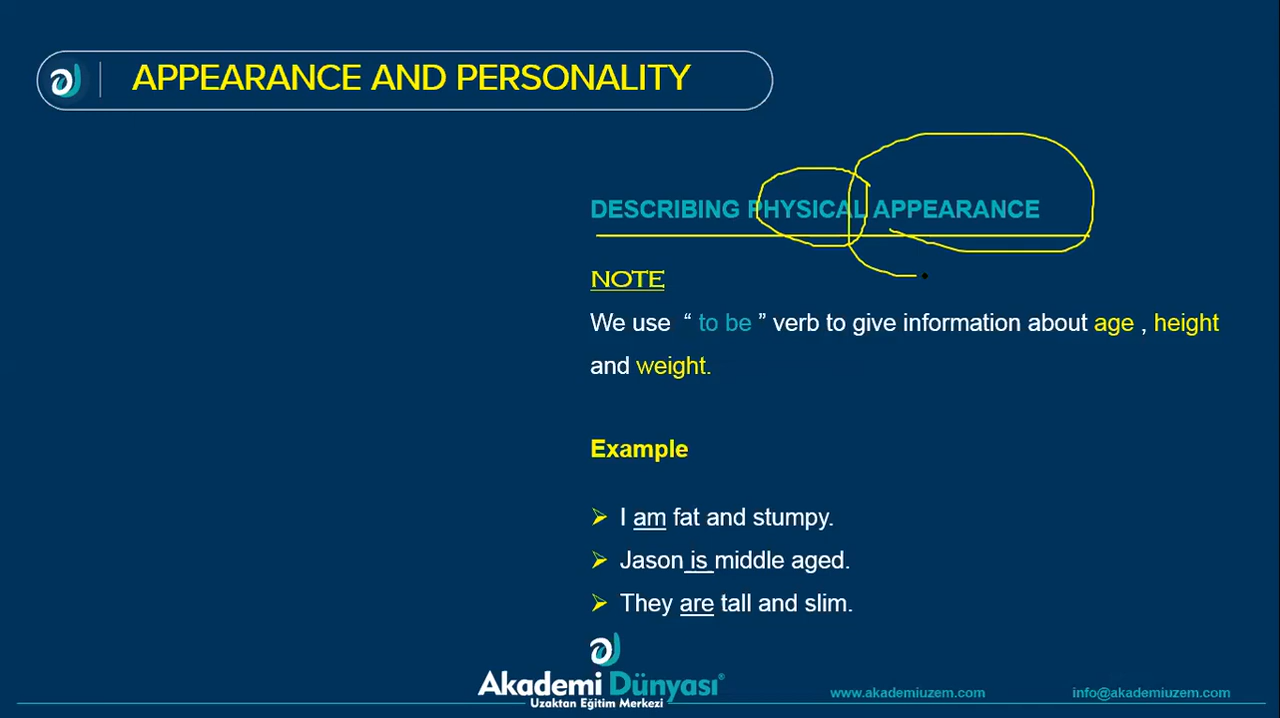 APPEARANCE AND PERSONALITY
DESCRIBING PHYSICAL APPEARANCE
NOTE
We use “ to be ” verb to give information about age , height
and weight.
Example
I am fat and stumpy.
Jason is middle aged.
They are tall and slim.
Akademi Dünyası®
Uzaktan Eğitim Merkezi
www.akademiuzem.com
info@akademiuzem.com